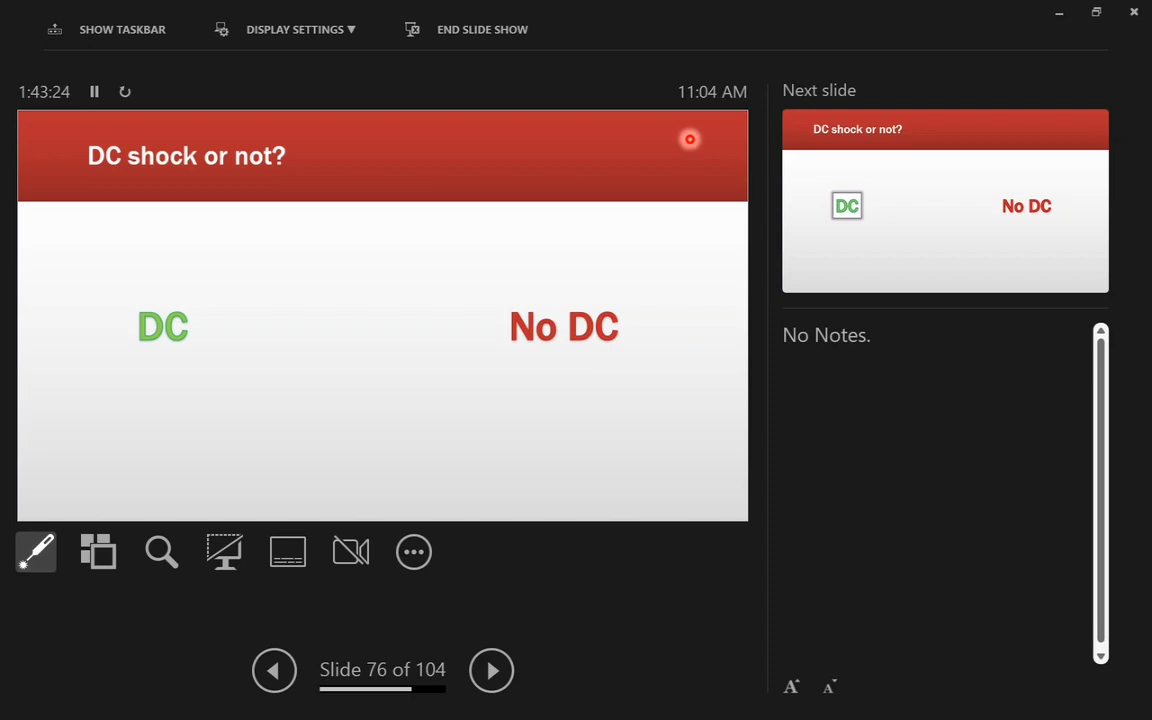 SHOW TASKBAR
DISPLAY SETTINGS ▼
END SLIDE SHOW
1:43:24
11:04 AM
DC shock or not?
DC
No DC
Slide 76 of 104
Next slide
DC shock or not?
DC
No DC
No Notes.
A
A